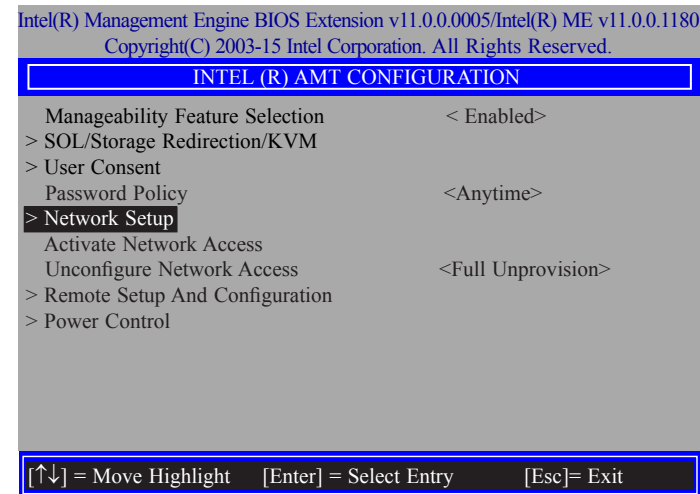 Intel(R) Management Engine BIOS Extension v11.0.0.0005/Intel(R) ME v11.0.0.1180
Copyright(C) 2003-15 Intel Corporation. All Rights Reserved.
INTEL (R) AMT CONFIGURATION
Manageability Feature Selection < Enabled>
> SOL/Storage Redirection/KVM
> User Consent
Password Policy <Anytime>
> Network Setup
Activate Network Access
Unconfigure Network Access <Full Unprovision>
> Remote Setup And Configuration
> Power Control
[↑↓] = Move Highlight [Enter] = Select Entry [Esc]= Exit